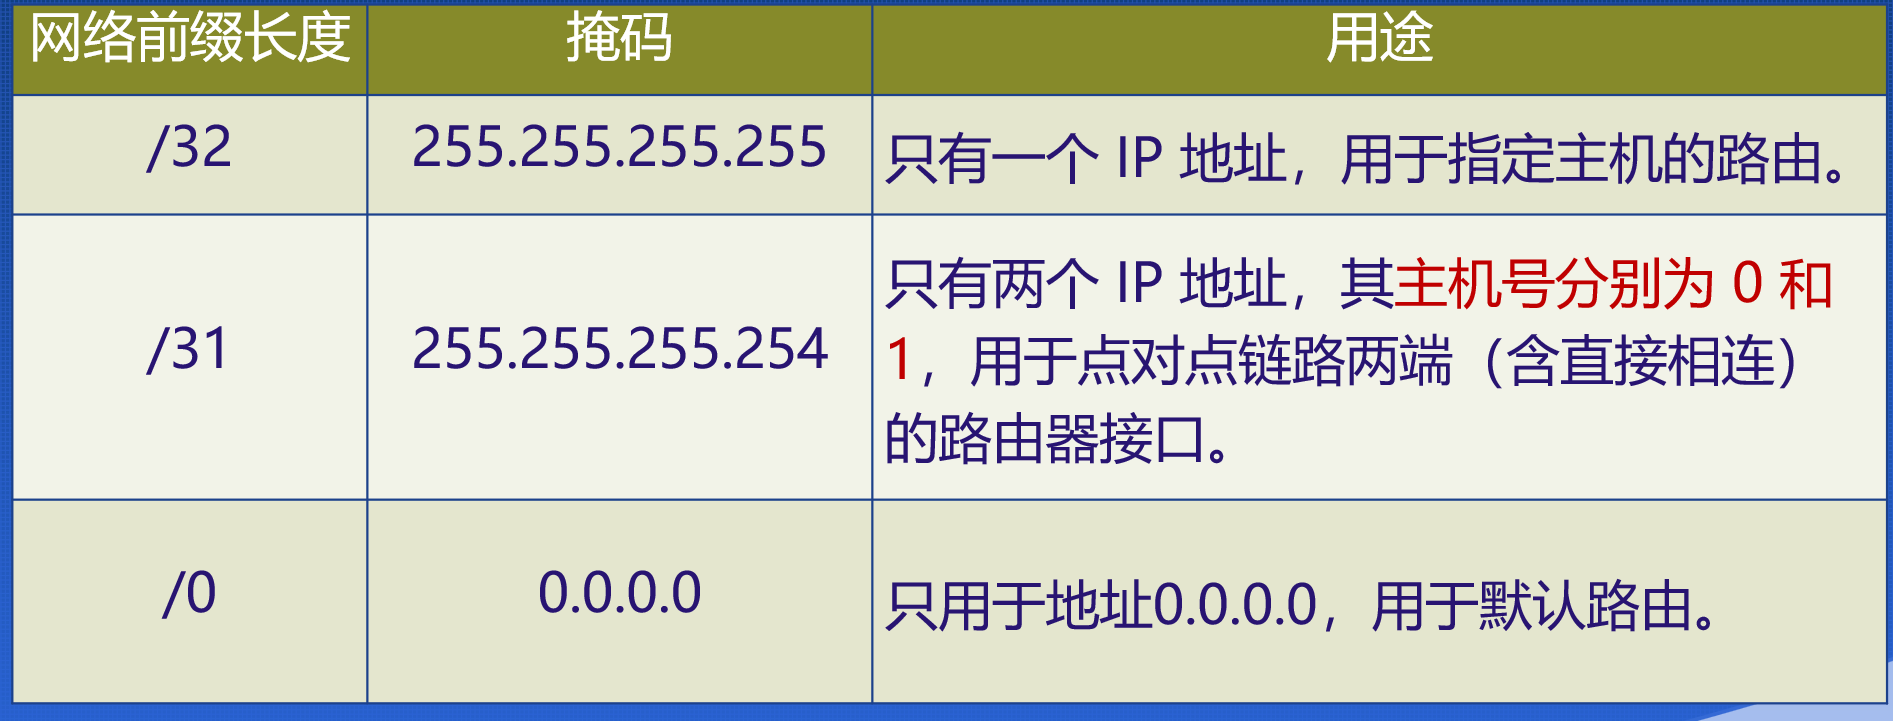 网络前缀长度 掩码 用途
/32 255.255.255.255 只有一个 IP 地址，用于指定主机的路由。
/31 255.255.255.254 只有两个 IP 地址，其主机号分别为 0 和
1，用于点对点链路两端（含直接相连）
的路由器接口。
/0 0.0.0.0 只用于地址0.0.0.0，用于默认路由。